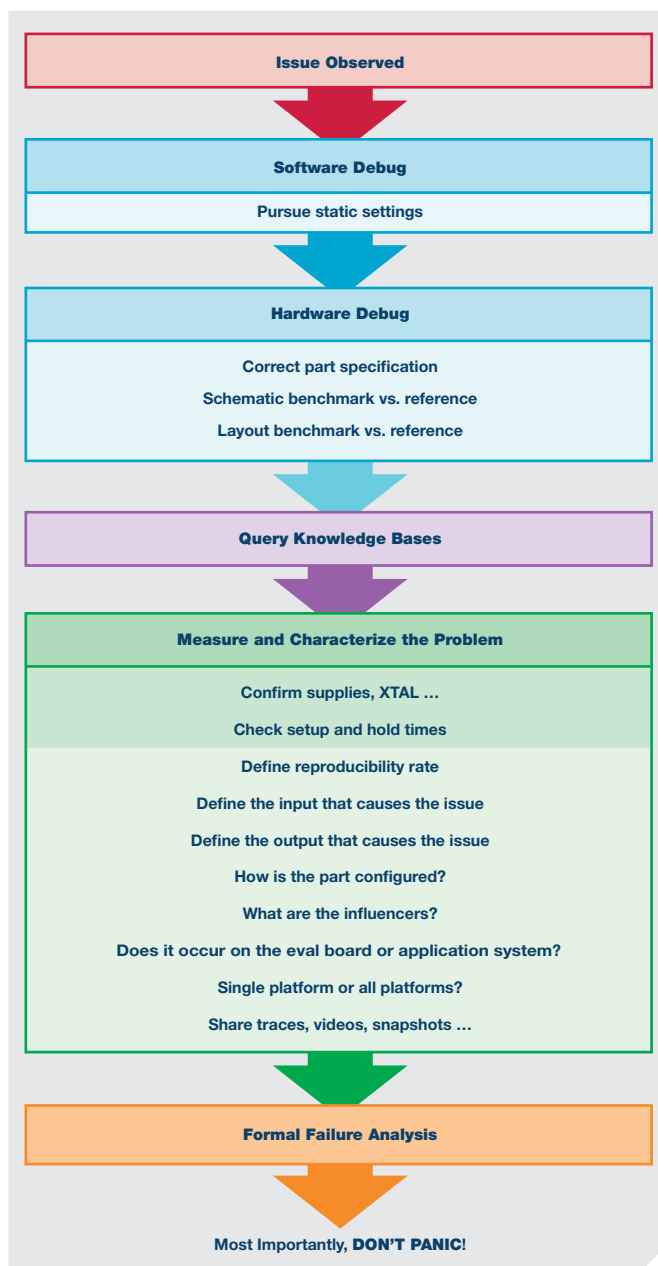 Issue Observed
Software Debug
Pursue static settings
Hardware Debug
Correct part specification
Schematic benchmark vs. reference
Layout benchmark vs. reference
Query Knowledge Bases
Measure and Characterize the Problem
Confirm supplies, XTAL …
Check setup and hold times
Define reproducibility rate
Define the input that causes the issue
Define the output that causes the issue
How is the part configured?
What are the influencers?
Does it occur on the eval board or application system?
Single platform or all platforms?
Share traces, videos, snapshots …
Formal Failure Analysis
Most Importantly, DON’T PANIC!